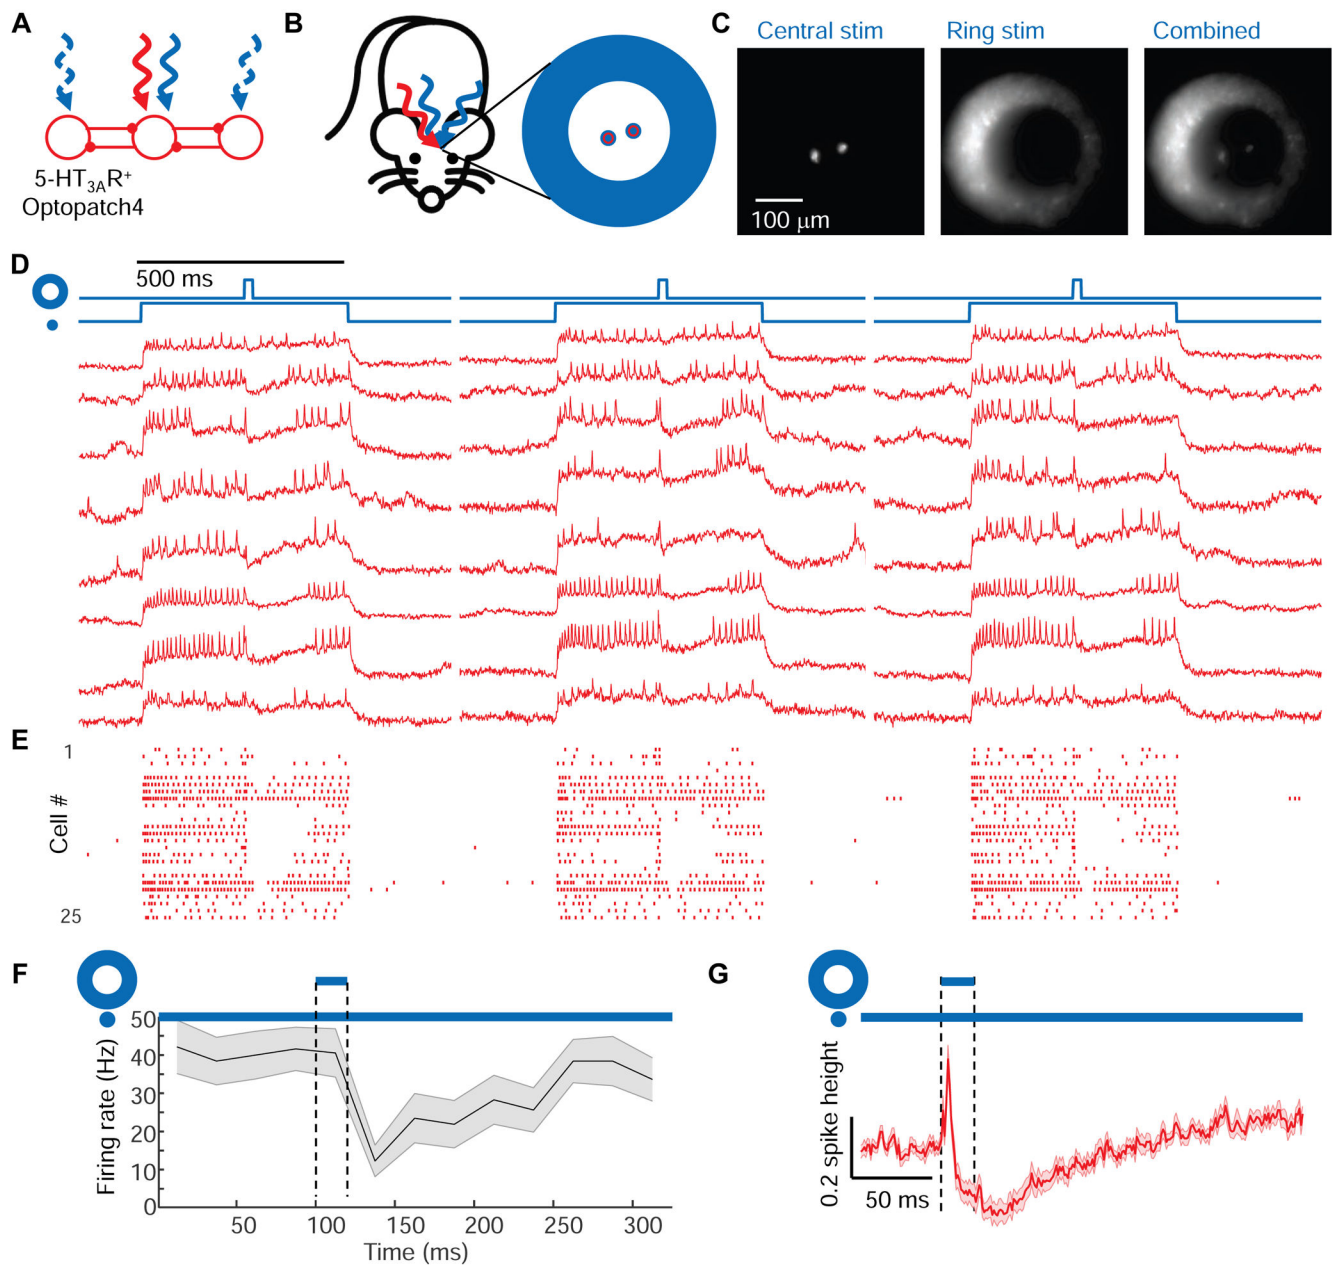 A
5-HT3AR+
Optopatch4
B
C
Central stim
Ring stim
Combined
100 μm
D
500 ms
E
1
Cell #
25
F
50
40
30
20
10
0
Firing rate (Hz)
50
100
150
200
250
300
Time (ms)
G
0.2 spike height
50 ms